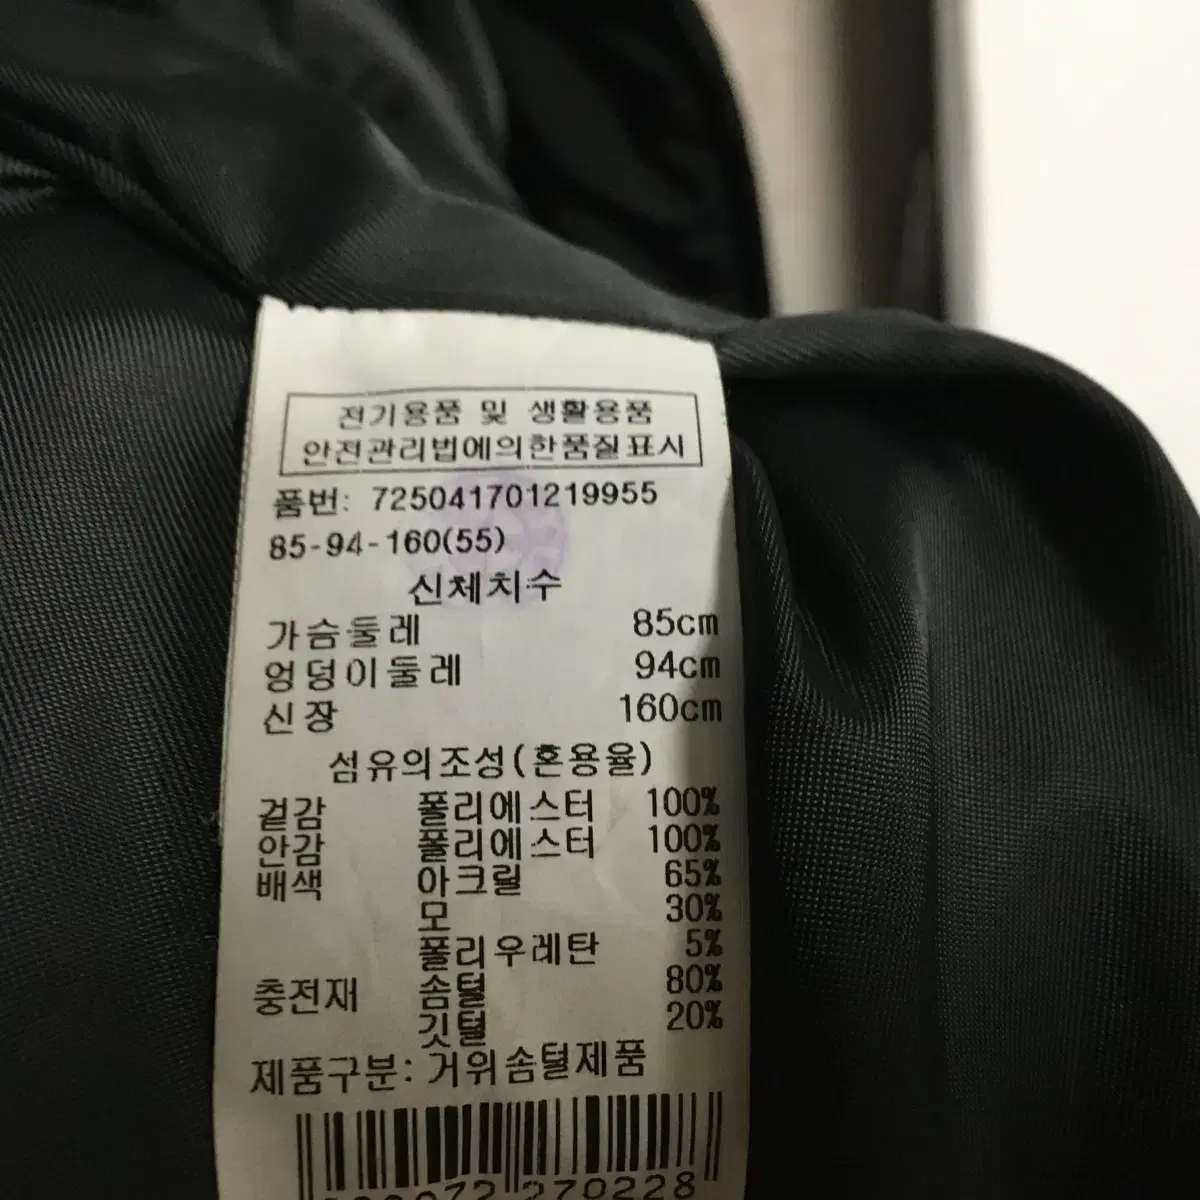 전기용품 및 생활용품
안전관리법에의한품질표시
품번: 725041701219955
85-94-160(55)
신체치수
가슴둘레 85cm
엉덩이둘레 94cm
신장 160cm
섬유의조성(혼용율)
겉감 폴리에스터 100%
안감 폴리에스터 100%
배색 아크릴 65%
모 30%
폴리우레탄 5%
충전재 솜털 80%
깃털 20%
제품구분: 거위솜털제품
270228